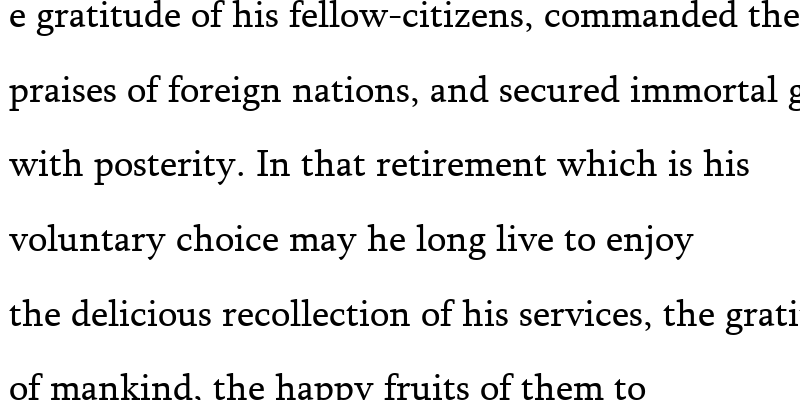 e gratitude of his fellow-citizens, commanded the
praises of foreign nations, and secured immortal g
with posterity. In that retirement which is his
voluntary choice may he long live to enjoy
the delicious recollection of his services, the grati
of mankind, the happy fruits of them to